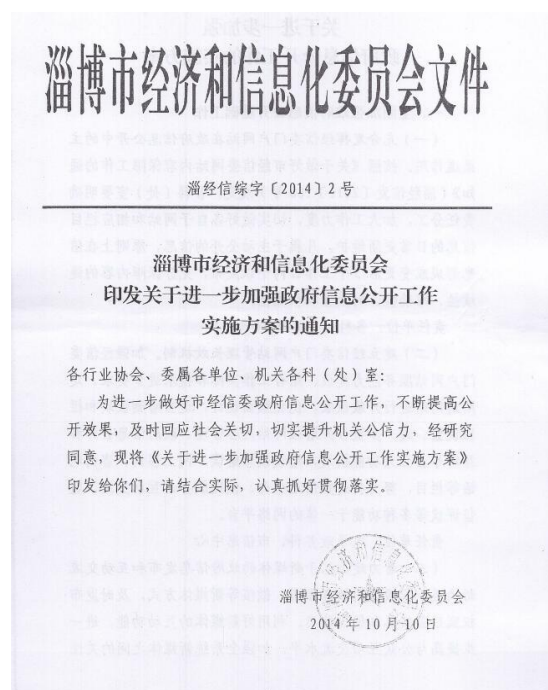 淄博市经济和信息化委员会文件
淄经信综字〔2014〕2号
淄博市经济和信息化委员会
印发关于进一步加强政府信息公开工作
实施方案的通知
各行业协会、委属各单位、机关各科（处）室：
为进一步做好市经信委政府信息公开工作，不断提高公
开效果，及时回应社会关切，切实提升机关公信力，经研究
同意，现将《关于进一步加强政府信息公开工作实施方案》
印发给你们，请结合实际，认真抓好贯彻落实。
淄博市经济和信息化委员会
2014年10月10日